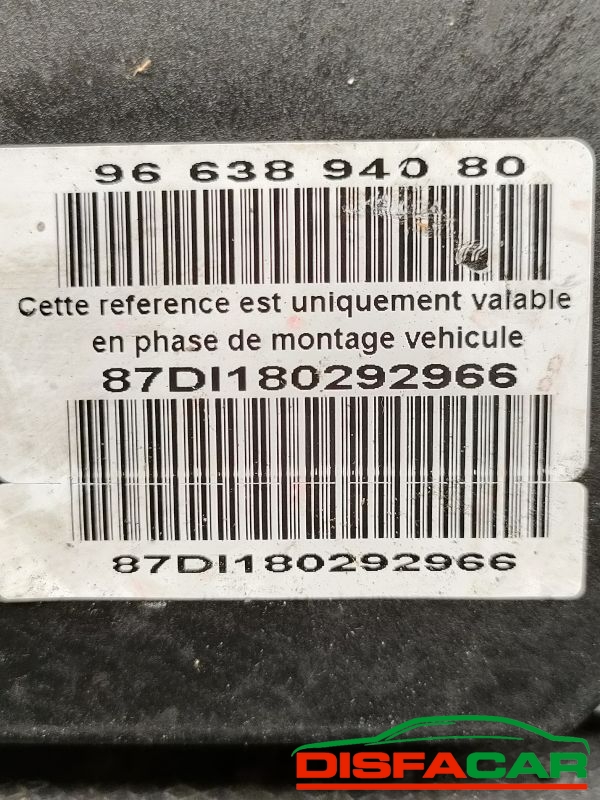 96 638 940 80
Cette reference est uniquement valable
en phase de montage vehicule
87DI180292966
87DI180292966
DISFACAR